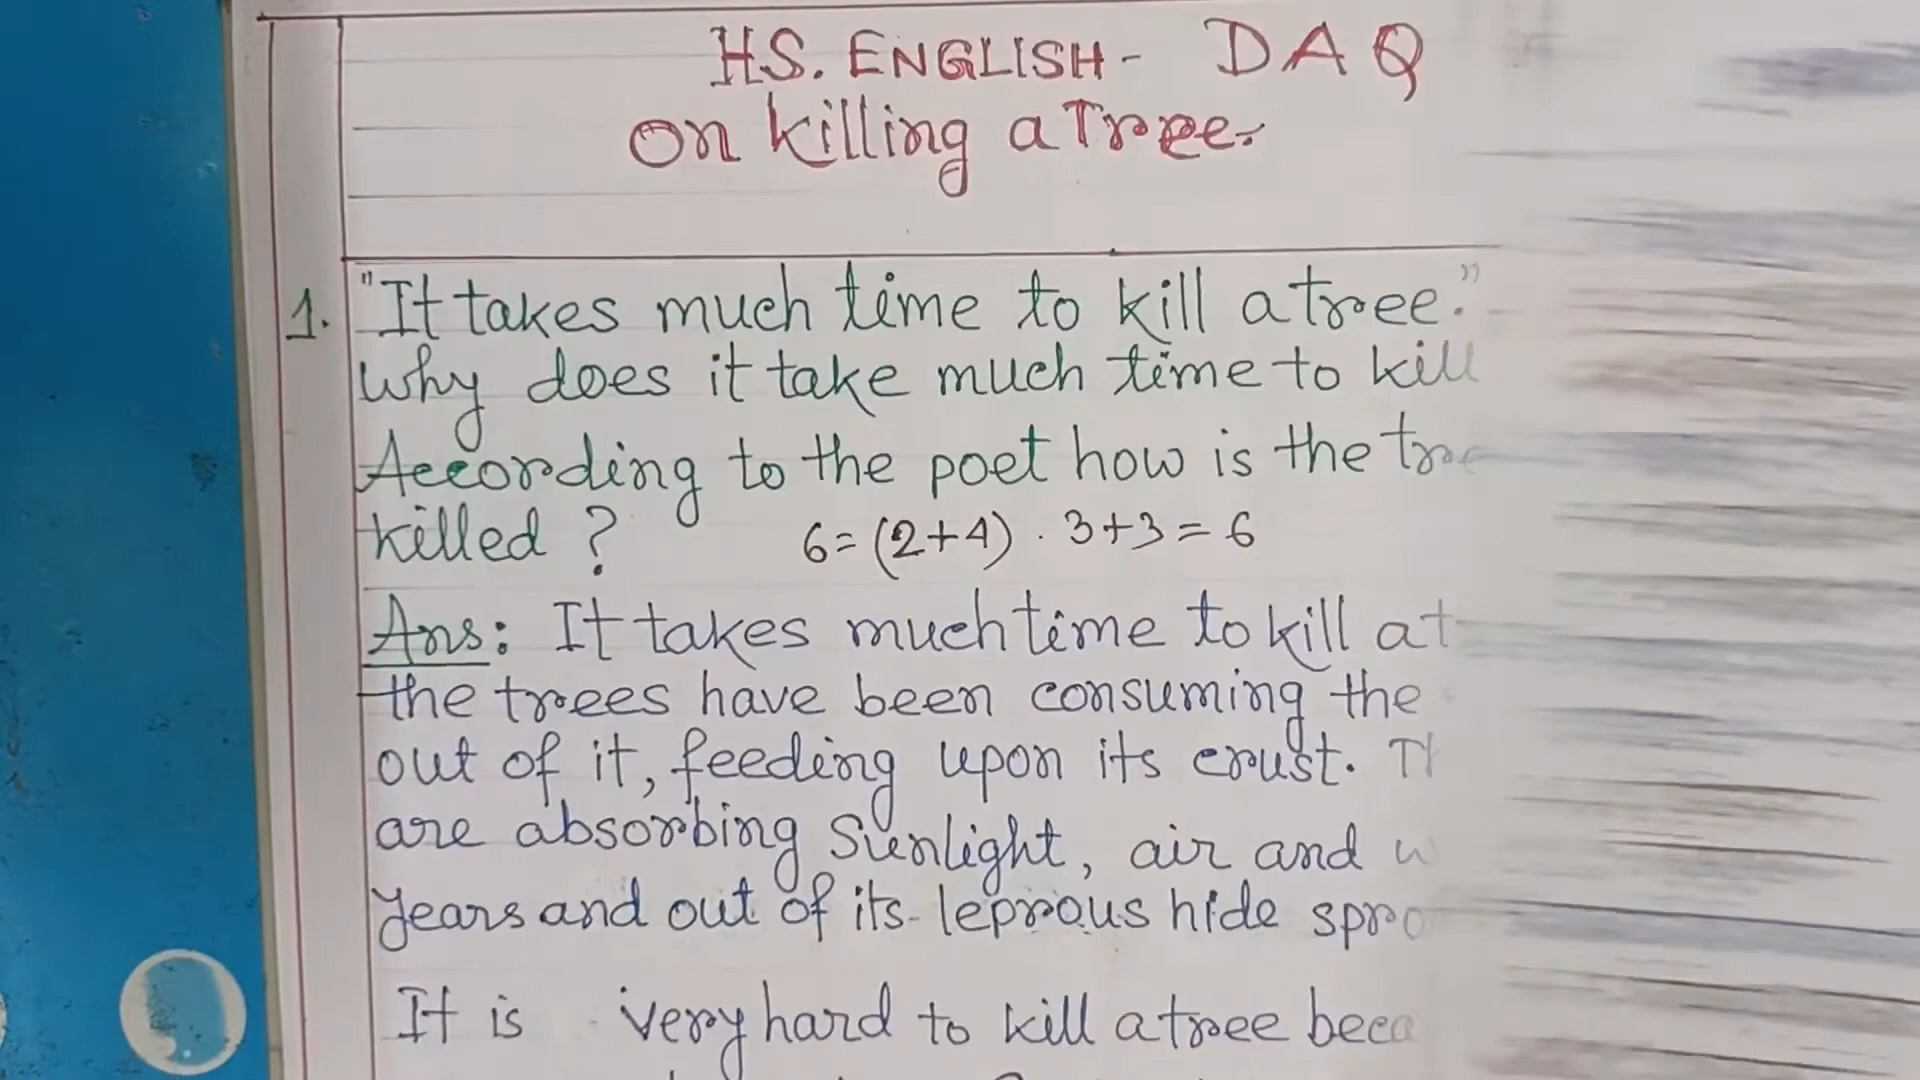 HS. ENGLISH - DAQ
On killing a Tree.
1. "It takes much time to kill a tree."
Why does it take much time to kill
According to the poet how is the
killed? 6=(2+4). 3+3=6
Ans: It takes much time to kill a
the trees have been consuming the
out of it, feeding upon its crust.
are absorbing Sunlight, air and
years and out of its leprous hide
It is very hard to kill a tree